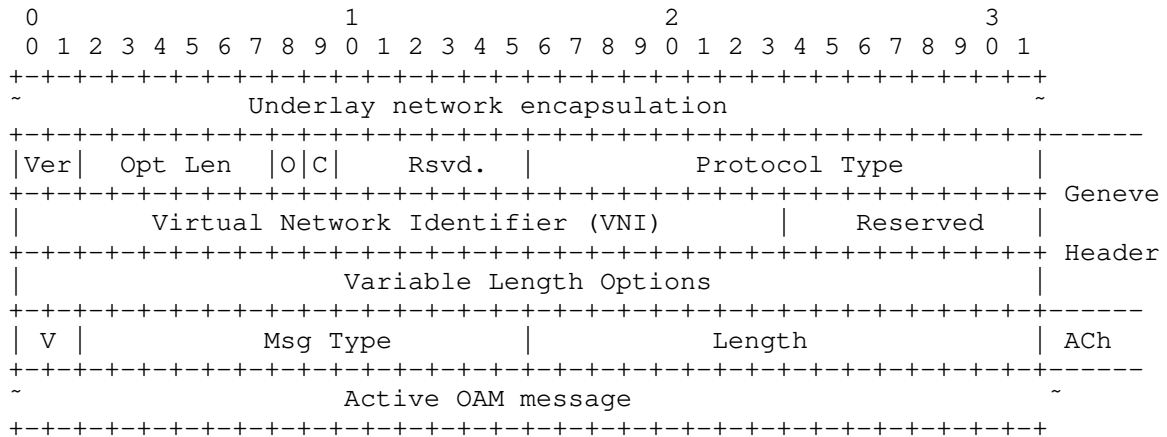 0                   1                   2                   3
 0 1 2 3 4 5 6 7 8 9 0 1 2 3 4 5 6 7 8 9 0 1 2 3 4 5 6 7 8 9 0 1
+-+-+-+-+-+-+-+-+-+-+-+-+-+-+-+-+-+-+-+-+-+-+-+-+-+-+-+-+-+-+-+-+
~              Underlay network encapsulation                   ~
+-+-+-+-+-+-+-+-+-+-+-+-+-+-+-+-+-+-+-+-+-+-+-+-+-+-+-+-+-+-+-+-+------
|Ver|  Opt Len  |O|C|    Rsvd.  |          Protocol Type        |
+-+-+-+-+-+-+-+-+-+-+-+-+-+-+-+-+-+-+-+-+-+-+-+-+-+-+-+-+-+-+-+-+ Geneve
|        Virtual Network Identifier (VNI)       |    Reserved   |
+-+-+-+-+-+-+-+-+-+-+-+-+-+-+-+-+-+-+-+-+-+-+-+-+-+-+-+-+-+-+-+-+ Header
|                    Variable Length Options                    |
+-+-+-+-+-+-+-+-+-+-+-+-+-+-+-+-+-+-+-+-+-+-+-+-+-+-+-+-+-+-+-+-+------
| V |           Msg Type        |           Length              | ACh
+-+-+-+-+-+-+-+-+-+-+-+-+-+-+-+-+-+-+-+-+-+-+-+-+-+-+-+-+-+-+-+-+------
~                    Active OAM message                          ~
+-+-+-+-+-+-+-+-+-+-+-+-+-+-+-+-+-+-+-+-+-+-+-+-+-+-+-+-+-+-+-+-+